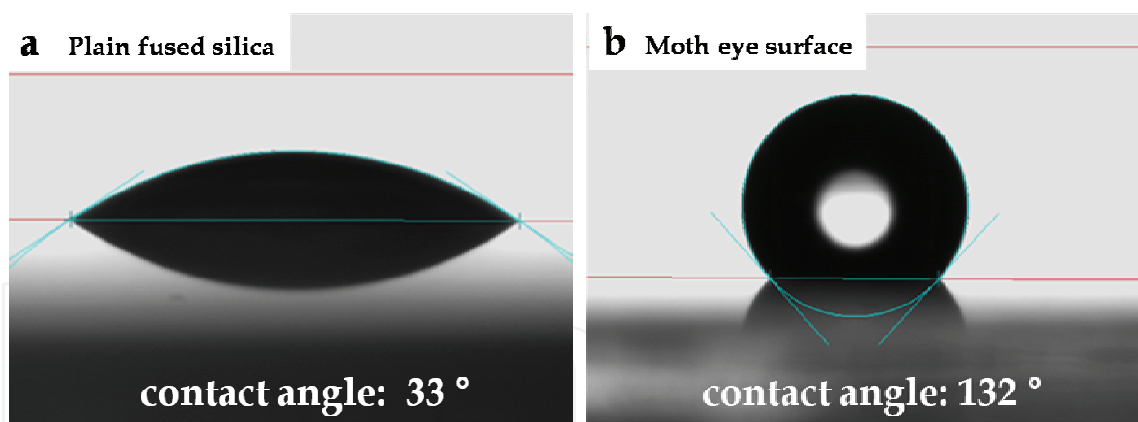 a Plain fused silica
b Moth eye surface
contact angle: 33 °
contact angle: 132 °